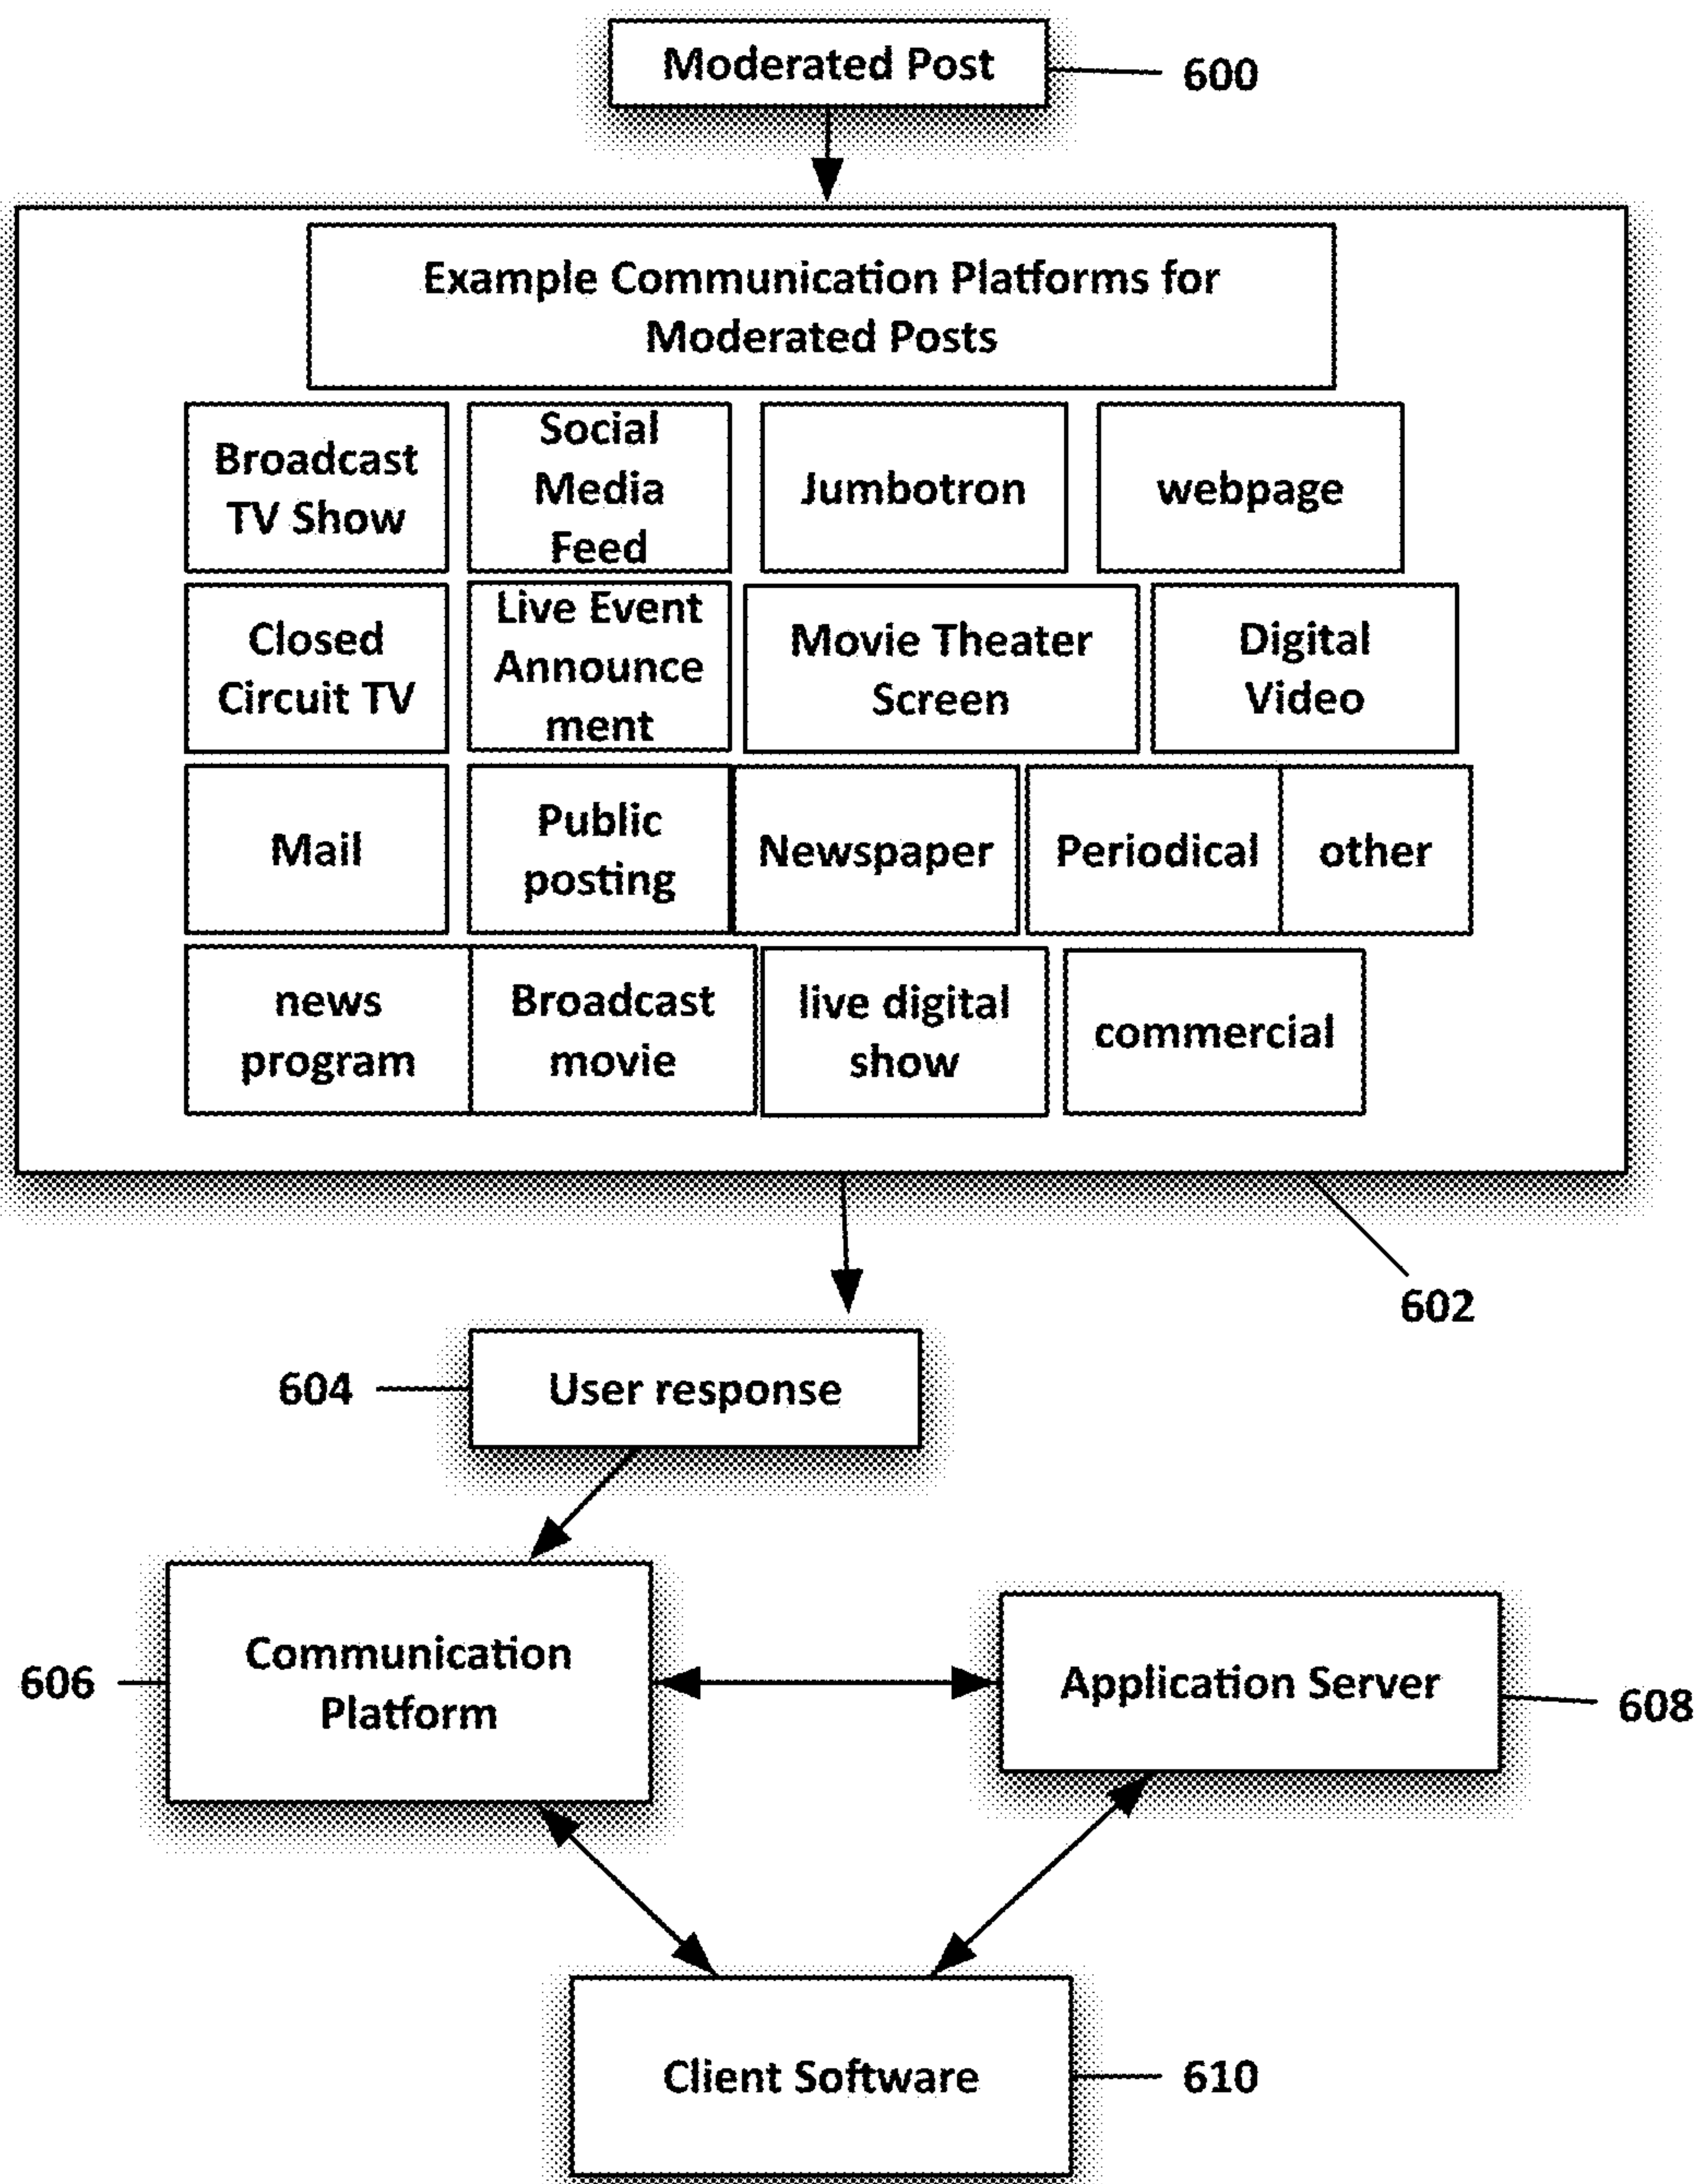 Moderated Post
600
Example Communication Platforms for
Moderated Posts
Broadcast
TV Show
Social
Media
Feed
Jumbotron
webpage
Closed
Circuit TV
Live Event
Announce
ment
Movie Theater
Screen
Digital
Video
Mail
Public
posting
Newspaper
Periodical
other
news
program
Broadcast
movie
live digital
show
commercial
602
604
User response
606
Communication
Platform
Application Server
608
Client Software
610